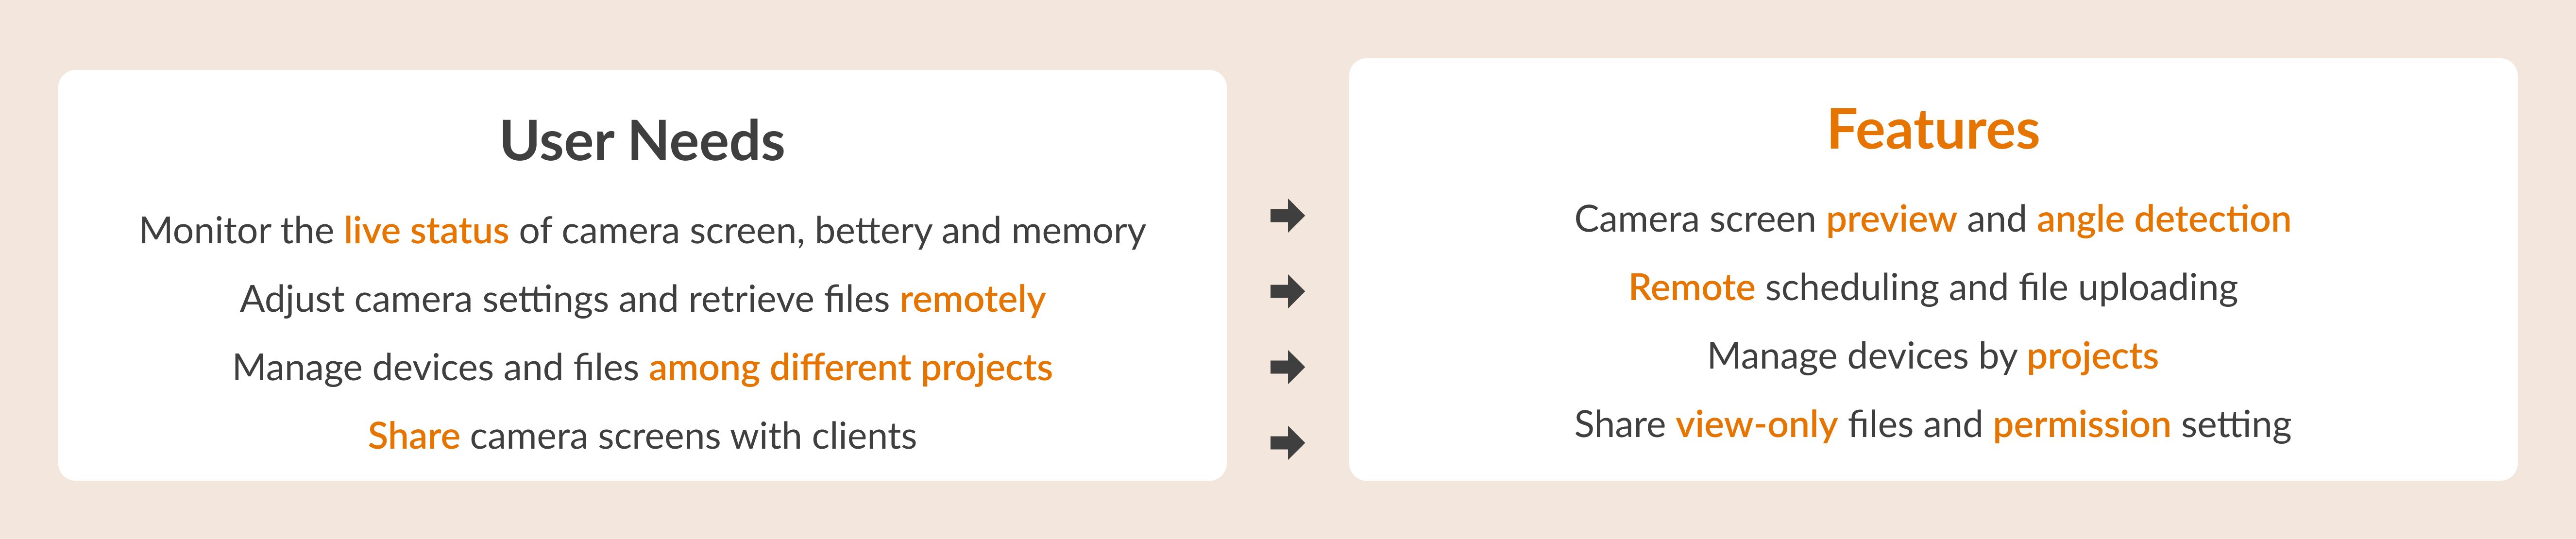 User Needs
Monitor the live status of camera screen, bettery and memory
Adjust camera settings and retrieve files remotely
Manage devices and files among different projects
Share camera screens with clients
Features
Camera screen preview and angle detection
Remote scheduling and file uploading
Manage devices by projects
Share view-only files and permission setting